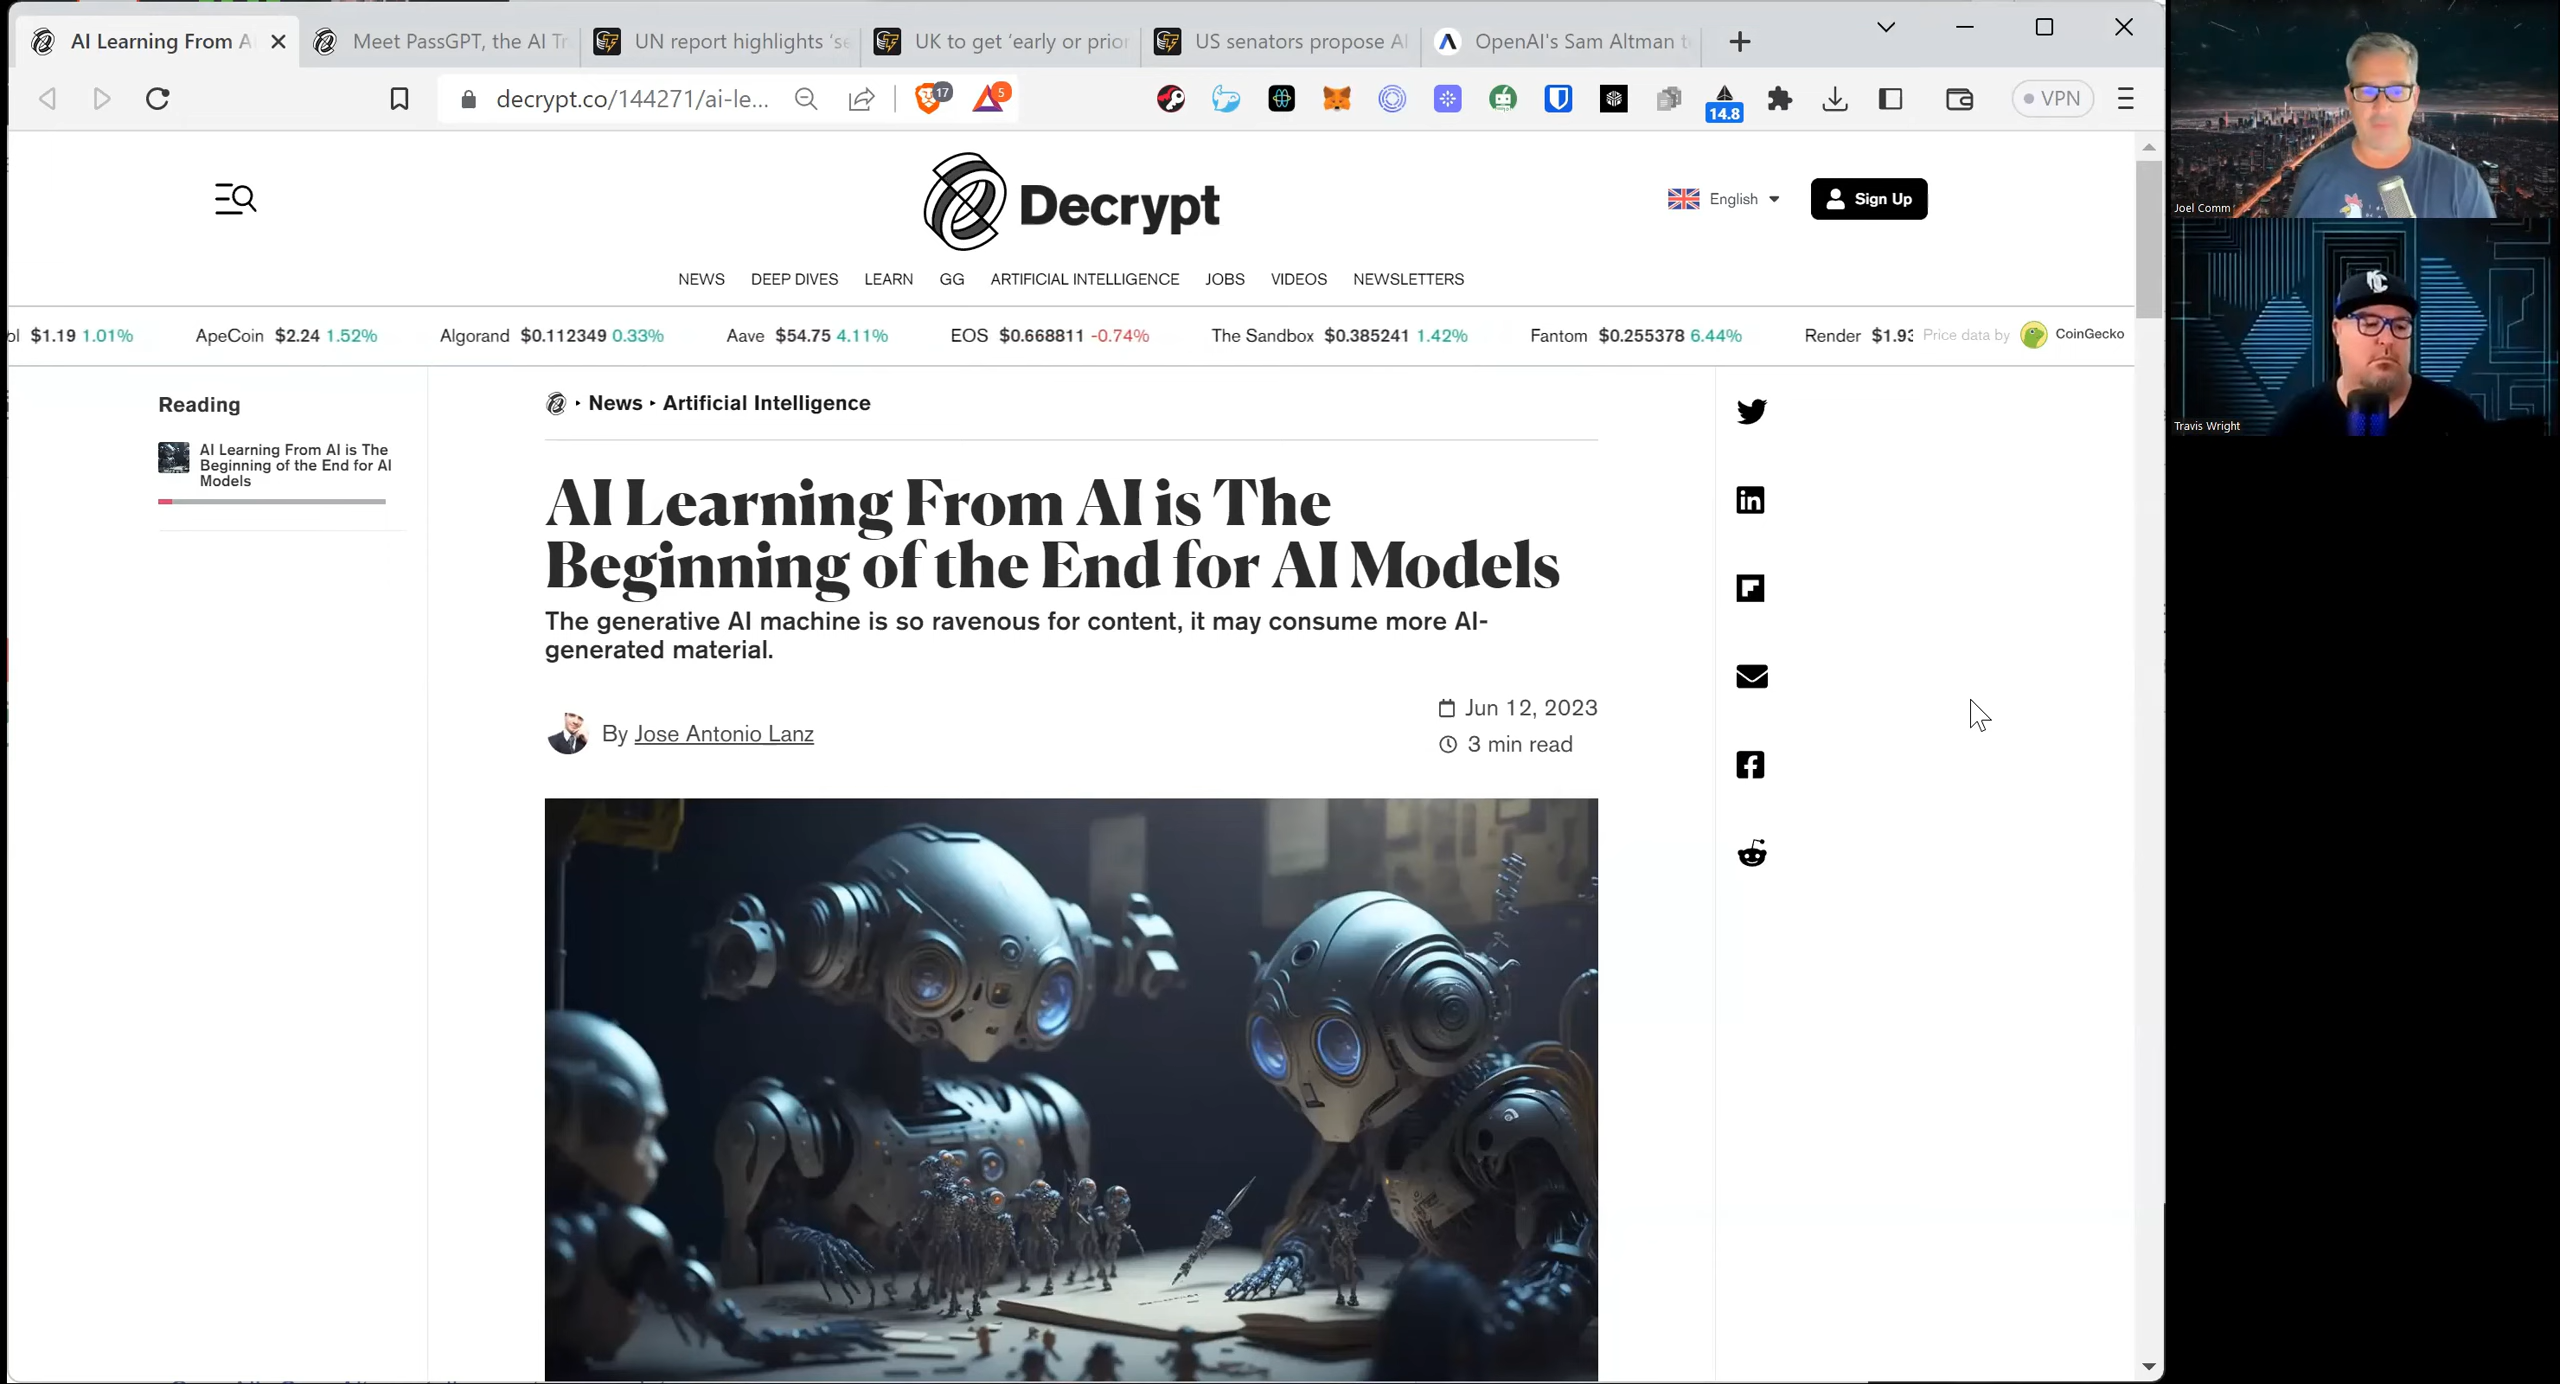 AI Learning From A
Meet PassGPT, the AI Tr
UN report highlights 'se
UK to get 'early or prior
US senators propose AI
OpenAI's Sam Altman t
decrypt.co/144271/ai-le...
17
5
14.8
VPN
Decrypt
English
Sign Up
NEWS DEEP DIVES LEARN GG ARTIFICIAL INTELLIGENCE JOBS VIDEOS NEWSLETTERS
ol $1.19 1.01% ApeCoin $2.24 1.52% Algorand $0.112349 0.33% Aave $54.75 4.11% EOS $0.668811 -0.74% The Sandbox $0.385241 1.42% Fantom $0.255378 6.44% Render $1.93 Price data by CoinGecko
Reading
AI Learning From AI is The
Beginning of the End for AI
Models
News ‣ Artificial Intelligence
AI Learning From AI is The
Beginning of the End for AI Models
The generative AI machine is so ravenous for content, it may consume more AI-
generated material.
By Jose Antonio Lanz
Jun 12, 2023
3 min read
Joel Comm
Travis Wright